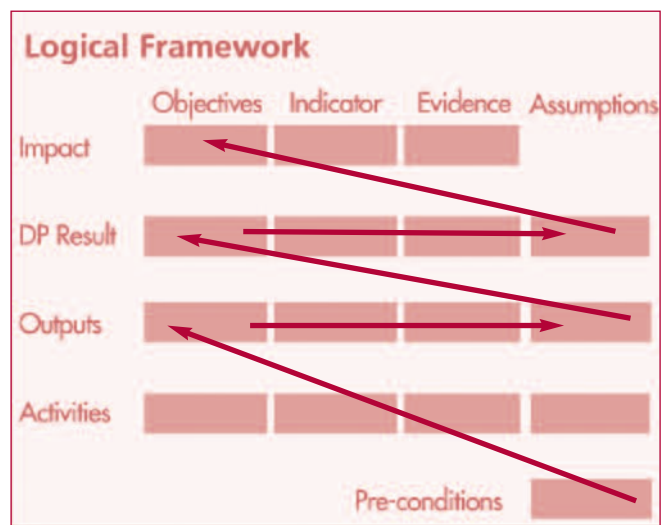 Logical Framework
Objectives Indicator Evidence Assumptions
Impact
DP Result
Outputs
Activities
Pre-conditions